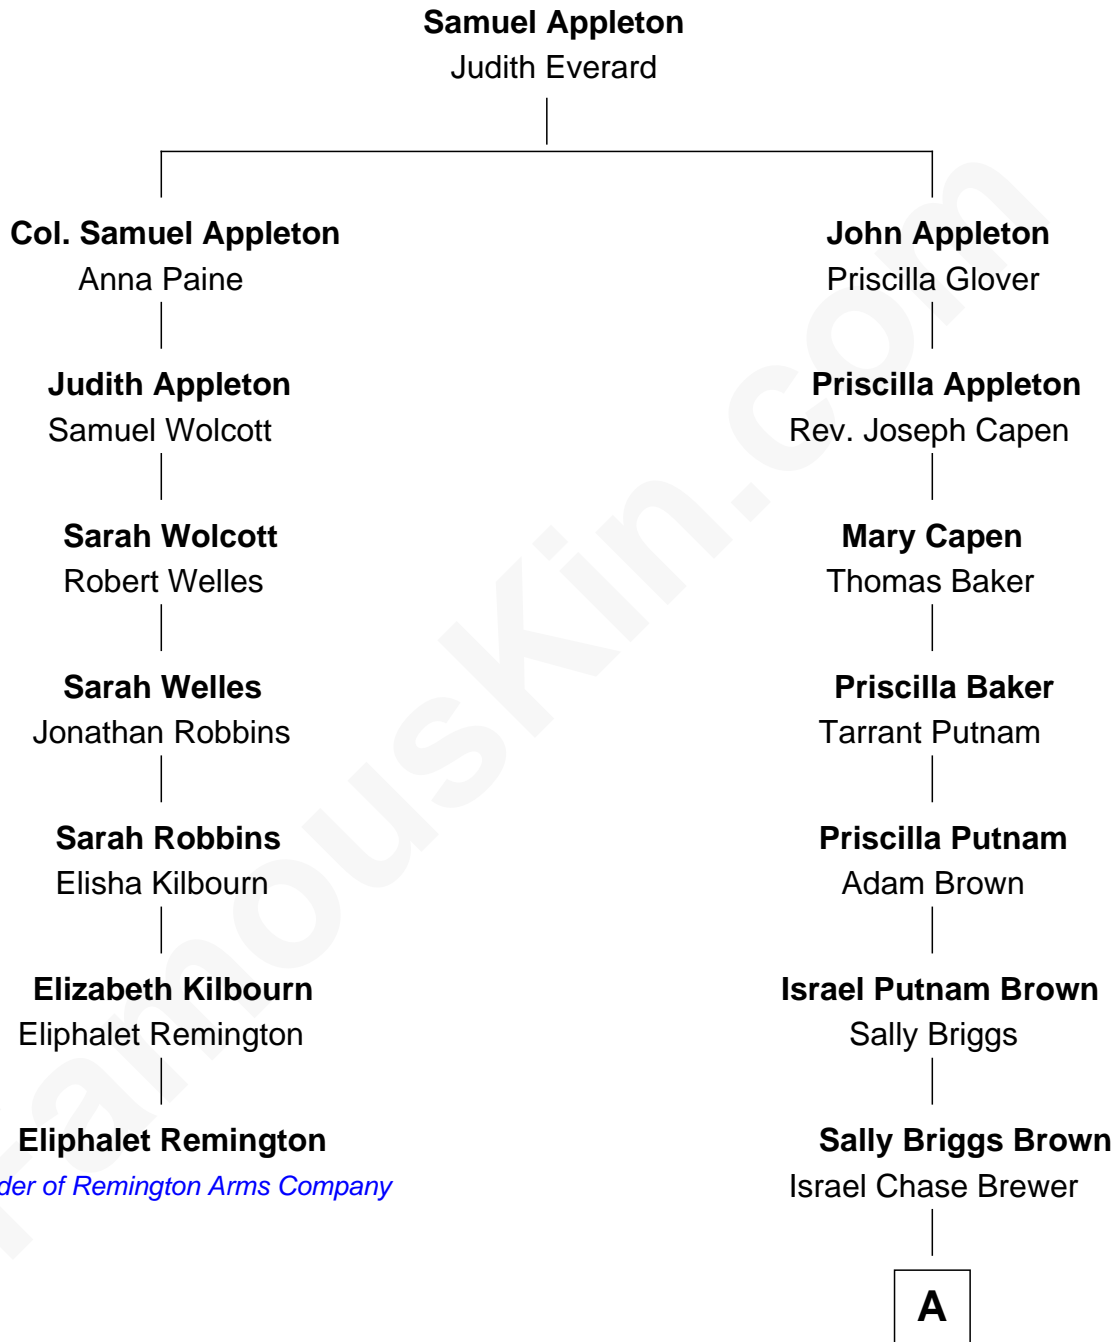 Samuel Appleton
Judith Everard
Col. Samuel Appleton
Anna Paine
John Appleton
Priscilla Glover
Judith Appleton
Samuel Wolcott
Priscilla Appleton
Rev. Joseph Capen
Sarah Wolcott
Robert Welles
Mary Capen
Thomas Baker
Sarah Welles
Jonathan Robbins
Priscilla Baker
Tarrant Putnam
Sarah Robbins
Elisha Kilbourn
Priscilla Putnam
Adam Brown
Elizabeth Kilbourn
Eliphalet Remington
Israel Putnam Brown
Sally Briggs
Eliphalet Remington
der of Remington Arms Company
Sally Briggs Brown
Israel Chase Brewer
A
FamousKin.com